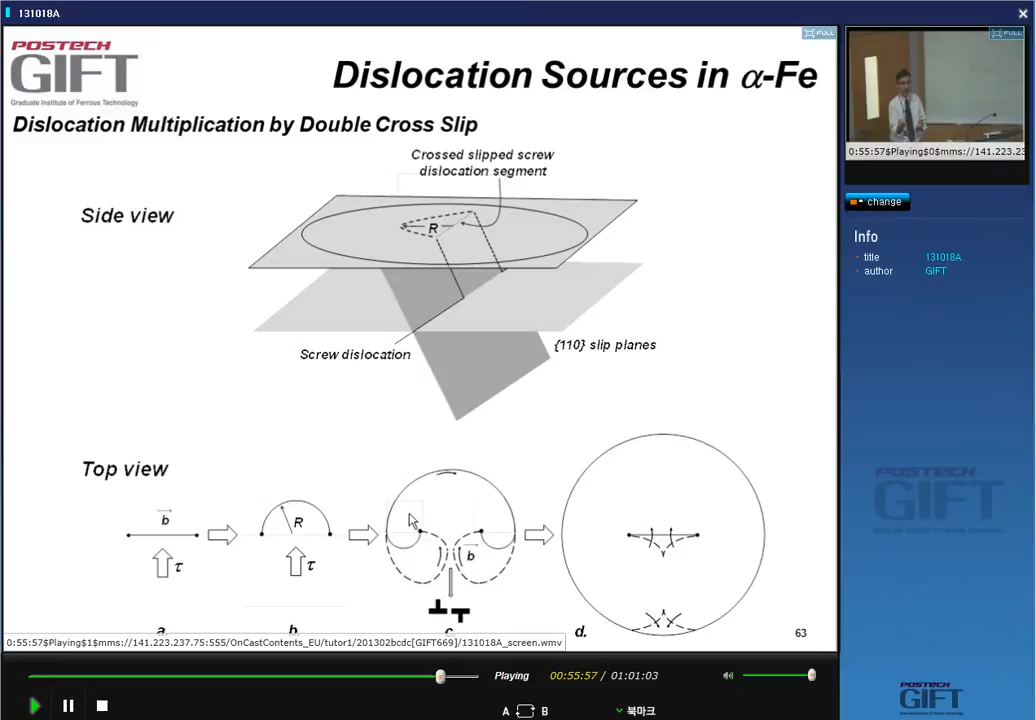 131018A
POSTECH
GIFT
Graduate Institute of Ferrous Technology
Dislocation Sources in α-Fe
FULL
FULL
Dislocation Multiplication by Double Cross Slip
Crossed slipped screw
dislocation segment
Side view
R
Screw dislocation
{110} slip planes
Top view
b
τ
R
τ
b
a
b
c
d.
63
0:55:57$Playing$1$mms://141.223.237.75:555/OnCastContents_EU/tutor1/201302bcdc[GIFT669]/131018A_screen.wmv
0:55:57$Playing$0$mms://141.223.23
change
Info
title 131018A
author GIFT
POSTECH
GIFT
Playing 00:55:57 / 01:01:03
A B
북마크
POSTECH
GIFT